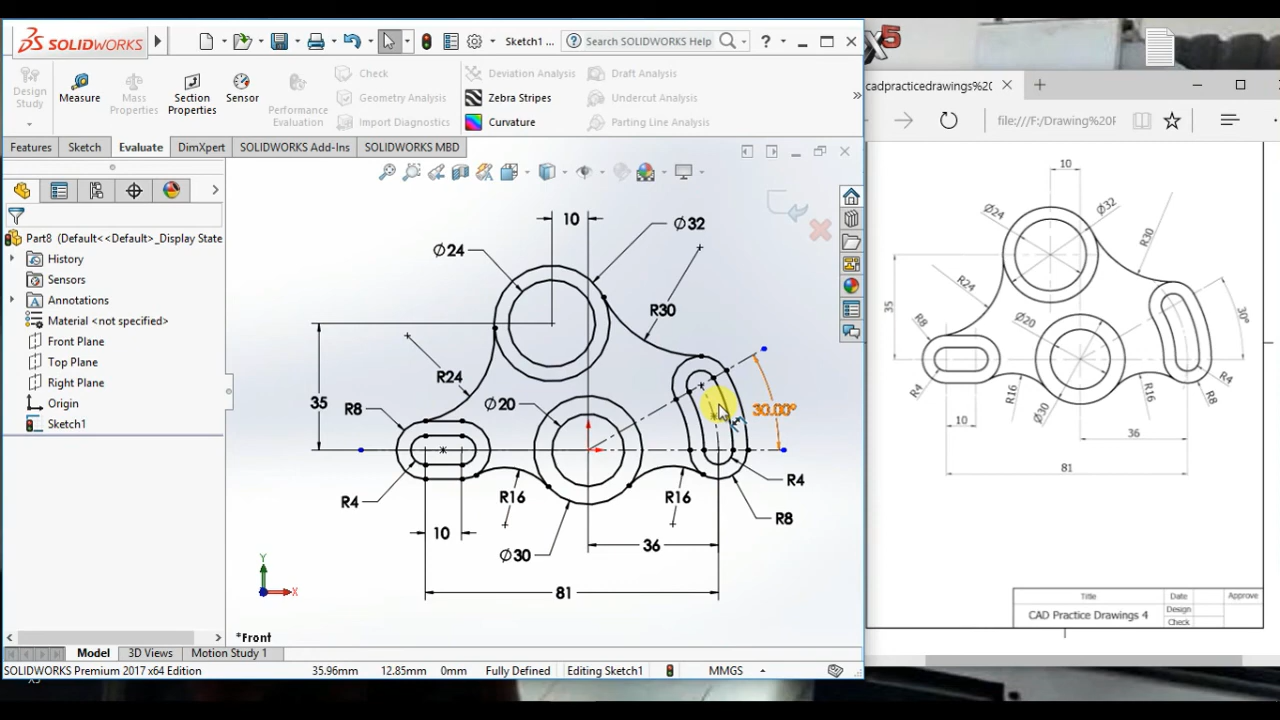 SOLIDWORKS
Sketch1 ...
Search SOLIDWORKS Help
?
X5
Design Study
Measure
Mass Properties
Section Properties
Sensor
Performance Evaluation
Check
Geometry Analysis
Import Diagnostics
Deviation Analysis
Zebra Stripes
Curvature
Draft Analysis
Undercut Analysis
Parting Line Analysis
Features
Sketch
Evaluate
DimXpert
SOLIDWORKS Add-Ins
SOLIDWORKS MBD
Part8 (Default<<Default>_Display State
History
Sensors
Annotations
Material <not specified>
Front Plane
Top Plane
Right Plane
Origin
Sketch1
10
Ø32
Ø24
R30
R24
35
R8
Ø20
30.00°
R4
R16
R16
R4
R8
10
Ø30
36
81
Y
X
*Front
Model
3D Views
Motion Study 1
SOLIDWORKS Premium 2017 x64 Edition
35.96mm
12.85mm
0mm
Fully Defined
Editing Sketch1
MMGS
cadpracticedrawings%20
file:///F:/Drawing%20F
10
Ø24
Ø32
R30
R24
35
R8
Ø20
30°
R4
R16
R16
R4
R8
10
Ø30
36
81
Title
Date
Approve
CAD Practice Drawings 4
Design
Check